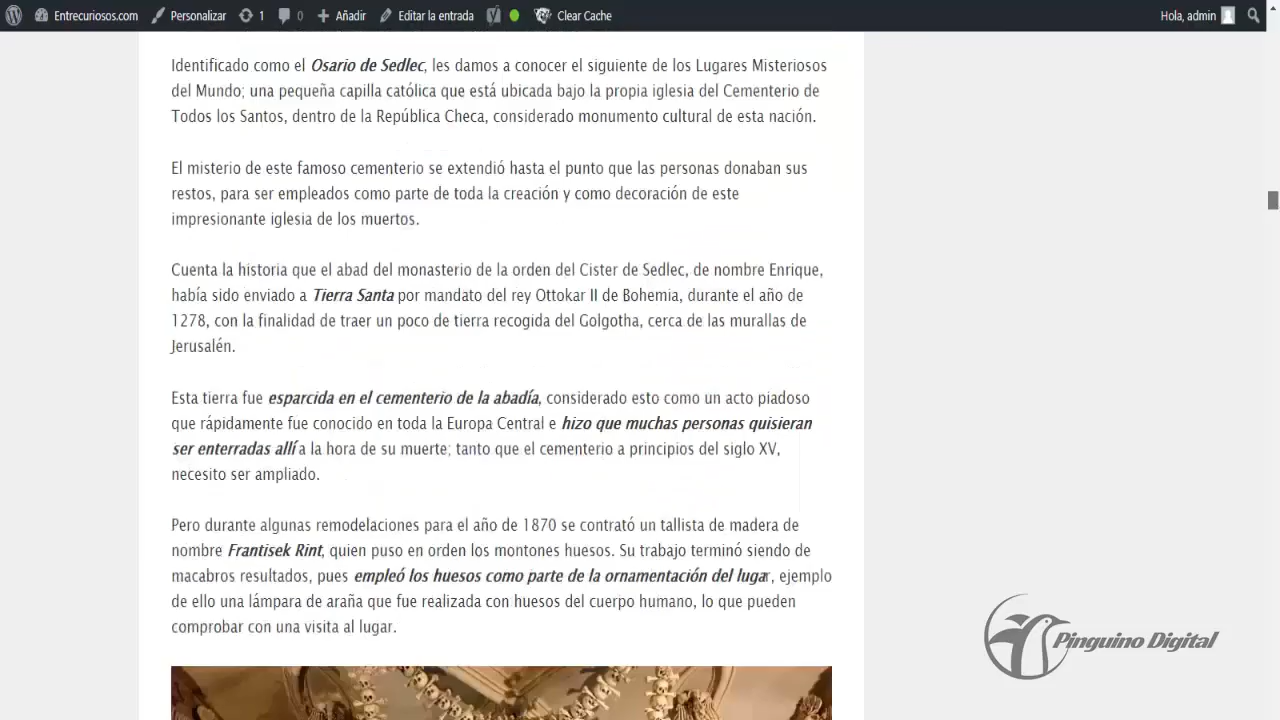 Entrecuriosos.com Personalizar 1 0 Añadir Editar la entrada Clear Cache Hola, admin
Identificado como el Osario de Sedlec, les damos a conocer el siguiente de los Lugares Misteriosos
del Mundo; una pequeña capilla católica que está ubicada bajo la propia iglesia del Cementerio de
Todos los Santos, dentro de la República Checa, considerado monumento cultural de esta nación.
El misterio de este famoso cementerio se extendió hasta el punto que las personas donaban sus
restos, para ser empleados como parte de toda la creación y como decoración de este
impresionante iglesia de los muertos.
Cuenta la historia que el abad del monasterio de la orden del Cister de Sedlec, de nombre Enrique,
había sido enviado a Tierra Santa por mandato del rey Ottokar II de Bohemia, durante el año de
1278, con la finalidad de traer un poco de tierra recogida del Golgotha, cerca de las murallas de
Jerusalén.
Esta tierra fue esparcida en el cementerio de la abadía, considerado esto como un acto piadoso
que rápidamente fue conocido en toda la Europa Central e hizo que muchas personas quisieran
ser enterradas allí a la hora de su muerte; tanto que el cementerio a principios del siglo XV,
necesito ser ampliado.
Pero durante algunas remodelaciones para el año de 1870 se contrató un tallista de madera de
nombre Frantisek Rint, quien puso en orden los montones huesos. Su trabajo terminó siendo de
macabros resultados, pues empleó los huesos como parte de la ornamentación del lugar, ejemplo
de ello una lámpara de araña que fue realizada con huesos del cuerpo humano, lo que pueden
comprobar con una visita al lugar.
Pinguino Digital